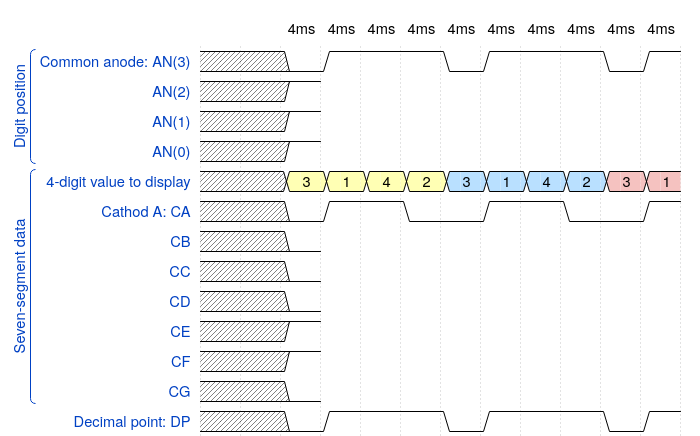 4ms 4ms 4ms 4ms 4ms 4ms 4ms 4ms 4ms 4ms
Digit position
Common anode: AN(3)
AN(2)
AN(1)
AN(0)
Seven-segment data
4-digit value to display 3 1 4 2 3 1 4 2 3 1
Cathod A: CA
CB
CC
CD
CE
CF
CG
Decimal point: DP